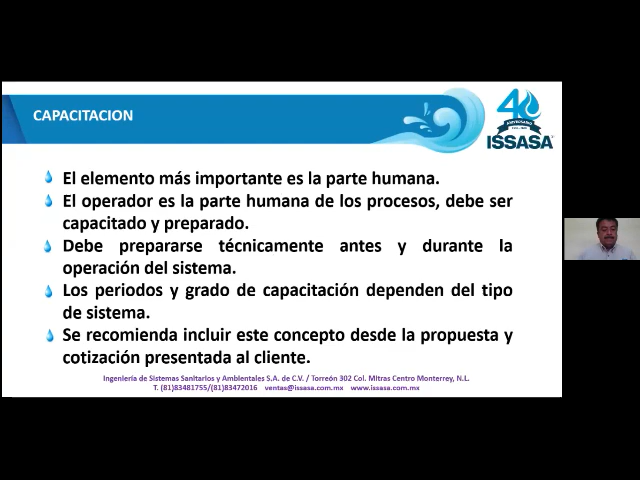 CAPACITACION
40
ANIVERSARIO
ISSASA
El elemento más importante es la parte humana.
El operador es la parte humana de los procesos, debe ser
capacitado y preparado.
Debe prepararse técnicamente antes y durante la
operación del sistema.
Los periodos y grado de capacitación dependen del tipo
de sistema.
Se recomienda incluir este concepto desde la propuesta y
cotización presentada al cliente.
Ingeniería de Sistemas Sanitarios y Ambientales S.A. de C.V. / Torreón 302 Col. Mitras Centro Monterrey, N.L.
T. (81)83481755/(81)83472016 ventas@issasa.com.mx www.issasa.com.mx